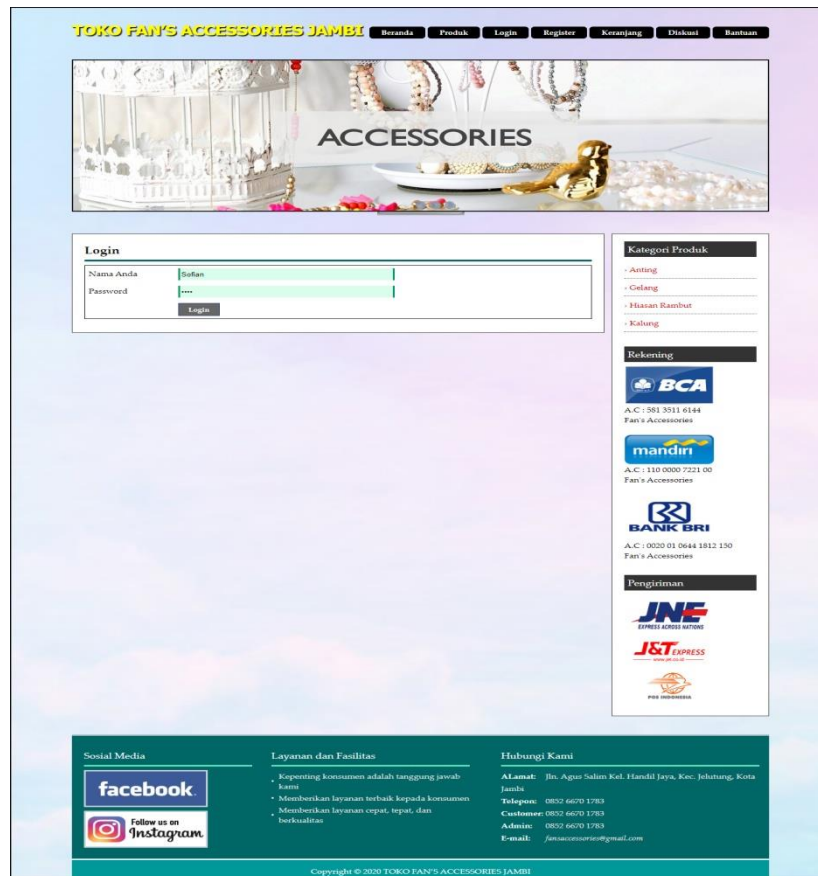 TOKO FAN'S ACCESSORIES JAMBI
Beranda Produk Login Register Keranjang Diskusi Bantuan
ACCESSORIES
Login
Nama Anda Sofian
Password ····
Login
Kategori Produk
› Anting
› Gelang
› Hiasan Rambut
› Kalung
Rekening
BCA
A.C : 581 3511 6144
Fan's Accessories
mandiri
A.C : 110 0000 7221 00
Fan's Accessories
BANK BRI
A.C : 0020 01 0644 1812 150
Fan's Accessories
Pengiriman
JNE
EXPRESS ACROSS NATIONS
J&T EXPRESS
www.jet.co.id
POS INDONESIA
Sosial Media
facebook.
Follow us on
Instagram
Layanan dan Fasilitas
• Kepenting konsumen adalah tanggung jawab
kami
• Memberikan layanan terbaik kepada konsumen
• Memberikan layanan cepat, tepat, dan
berkualitas
Hubungi Kami
ALamat: Jln. Agus Salim Kel. Handil Jaya, Kec. Jelutung, Kota
Jambi
Telepon: 0852 6670 1783
Customer: 0852 6670 1783
Admin: 0852 6670 1783
E-mail: fansaccessories@gmail.com
Copyright © 2020 TOKO FAN'S ACCESSORIES JAMBI